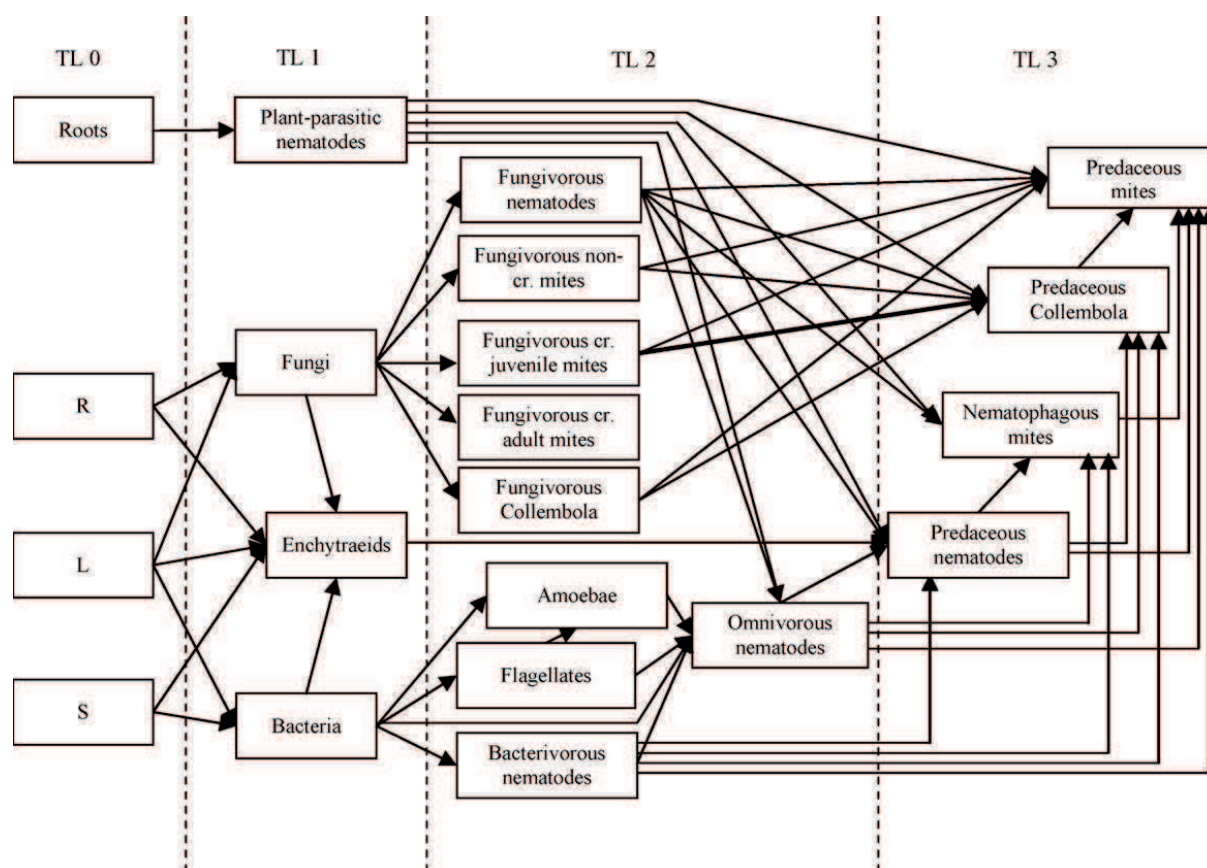 TL 0
TL 1
TL 2
TL 3
Roots
Plant-parasitic
nematodes
Fungivorous
nematodes
Predaceous
mites
Fungivorous non-
cr. mites
Predaceous
Collembola
Fungi
Fungivorous cr.
juvenile mites
R
Fungivorous cr.
adult mites
Nematophagous
mites
Fungivorous
Collembola
L
Enchytraeids
Predaceous
nematodes
Amoebae
Omnivorous
nematodes
Flagellates
S
Bacteria
Bacterivorous
nematodes